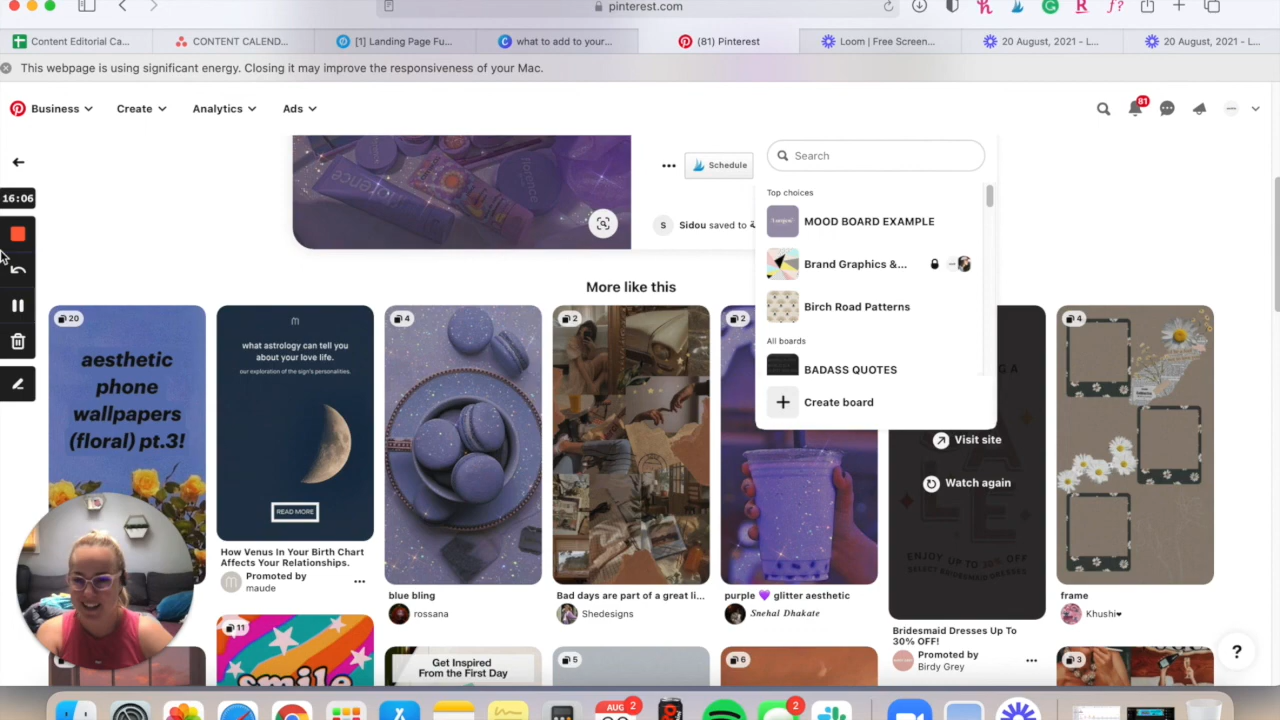 pinterest.com
Content Editorial Ca...
CONTENT CALEND...
[1] Landing Page Fu...
what to add to your...
(81) Pinterest
Loom | Free Screen...
20 August, 2021 - L...
20 August, 2021 - L...
This webpage is using significant energy. Closing it may improve the responsiveness of your Mac.
Business
Create
Analytics
Ads
81
Schedule
Search
16:06
Top choices
MOOD BOARD EXAMPLE
S
Sidou saved to
Brand Graphics &...
More like this
Birch Road Patterns
All boards
BADASS QUOTES
Create board
20
aesthetic
phone
wallpapers
(floral) pt.3!
what astrology can tell you
about your love life.
our exploration of the sign's personalities.
READ MORE
4
2
2
Visit site
Watch again
ENJOY UP TO 30% OFF
SELECT BRIDESMAID DRESSES
4
How Venus In Your Birth Chart
Affects Your Relationships.
Promoted by
maude
blue bling
rossana
Bad days are part of a great li...
Shedesigns
purple 💜 glitter aesthetic
Snehal Dhakate
Bridesmaid Dresses Up To
30% OFF!
Promoted by
Birdy Grey
frame
Khushi❤
11
smile
Get Inspired
From the First Day
5
6
3
?
AUG
2
2